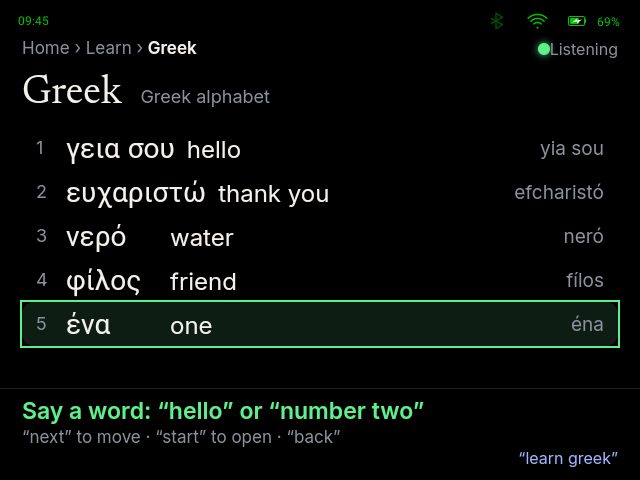 09:45 69%
Home › Learn › Greek Listening
Greek Greek alphabet
1 γεια σου hello yia sou
2 ευχαριστώ thank you efcharistó
3 νερό water neró
4 φίλος friend fílos
5 ένα one éna
Say a word: “hello” or “number two”
“next” to move · “start” to open · “back”
“learn greek”